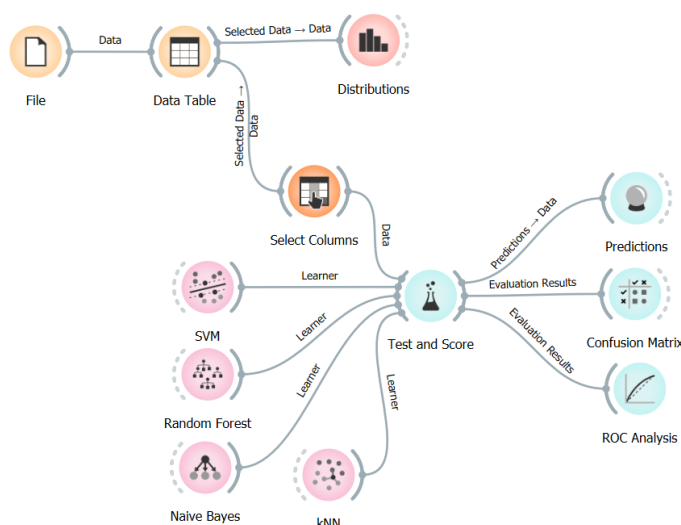 Data
Selected Data → Data
File
Data Table
Distributions
Selected Data →
Data
Select Columns
Data
Predictions → Data
Predictions
Learner
Evaluation Results
SVM
Test and Score
Confusion Matrix
Learner
Evaluation Results
Random Forest
Learner
Learner
ROC Analysis
Naive Bayes
kNN